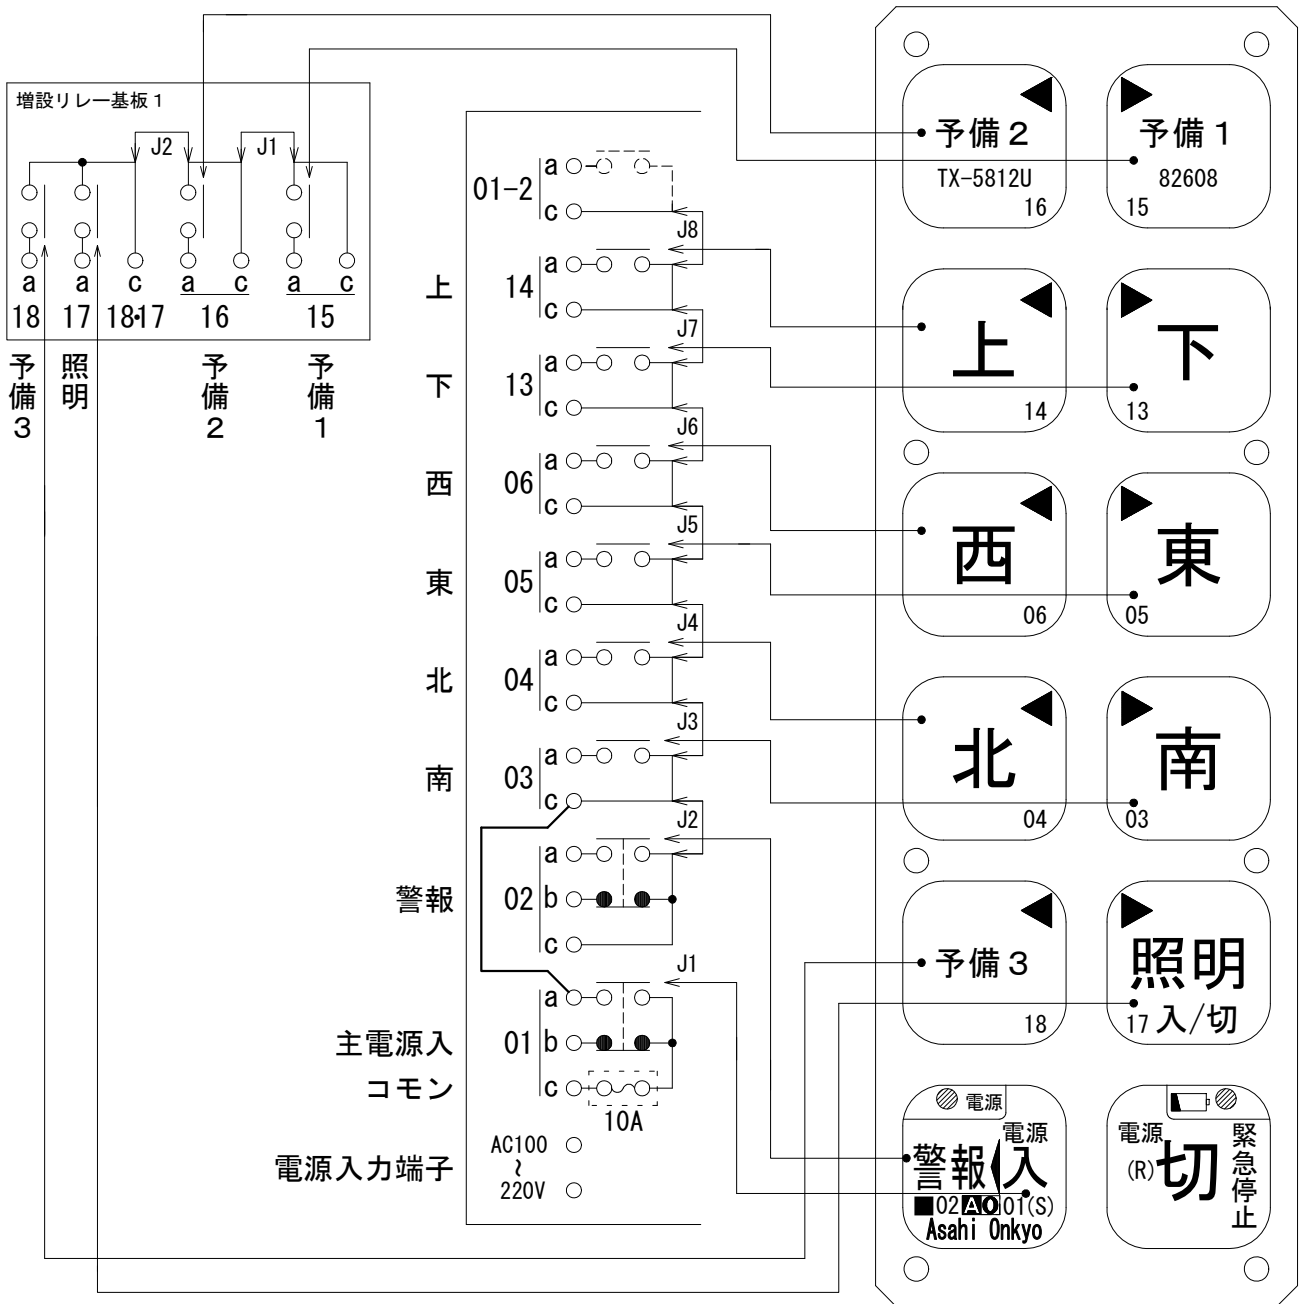 増設リレー基板1
J2
J1
a
a
c
a
c
a
c
18
17
18・17
16
15
予備3
照明
予備2
予備1
01-2
a
c
J8
上
14
a
c
J7
下
13
a
c
J6
西
06
a
c
J5
東
05
a
c
J4
北
04
a
c
J3
南
03
a
c
J2
警報
02
a
b
c
J1
主電源入
01
a
b
コモン
c
10A
電源入力端子
AC100
~
220V
予備2
TX-5812U
16
予備1
82608
15
上
14
下
13
西
06
東
05
北
04
南
03
予備3
18
照明
17 入/切
電源
電源
警報 入
■02 AO 01(S)
Asahi Onkyo
電源
(R)
切
緊急停止